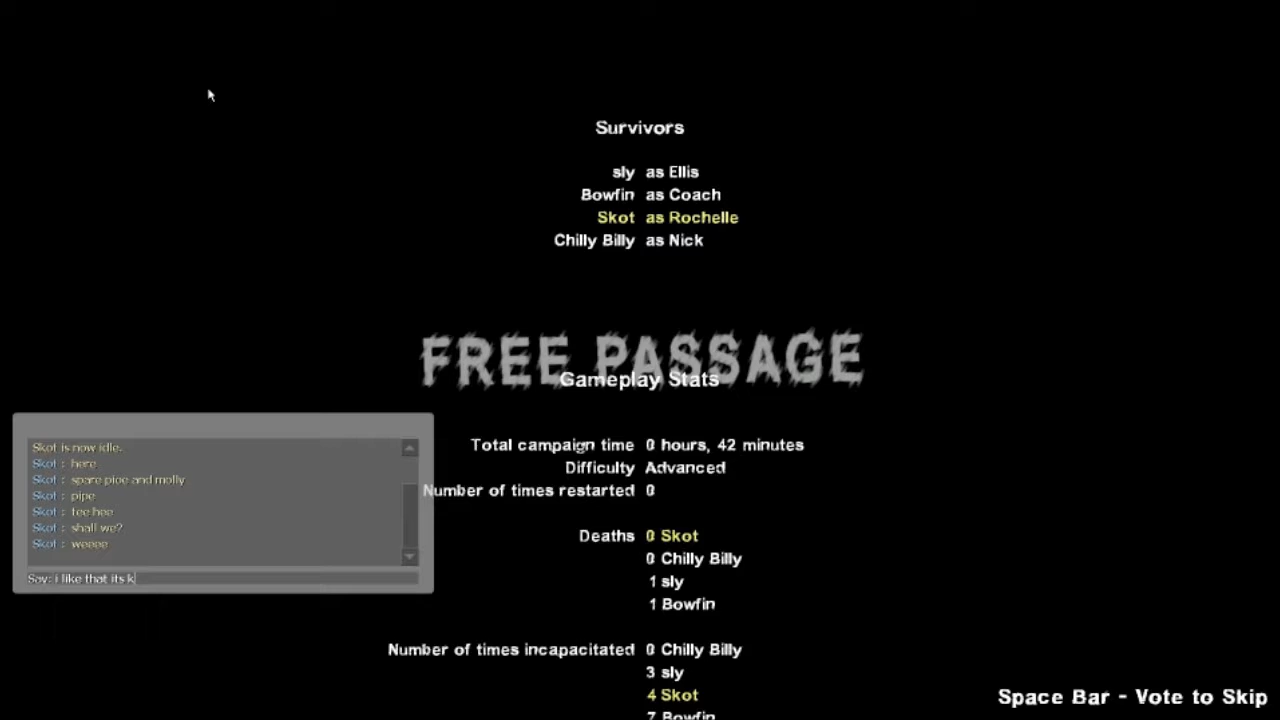 Survivors
sly as Ellis
Bowfin as Coach
Skot as Rochelle
Chilly Billy as Nick
FREE PASSAGE
Gameplay Stats
Total campaign time 0 hours, 42 minutes
Difficulty Advanced
Number of times restarted 0
Deaths 0 Skot
0 Chilly Billy
1 sly
1 Bowfin
Number of times incapacitated 0 Chilly Billy
3 sly
4 Skot
7 Bowfin
Skot is now idle.
Skot : here
Skot : spare pioe and molly
Skot : pipe
Skot : tee hee
Skot : shall we?
Skot : weeee
Say: i like that its k
Space Bar - Vote to Skip